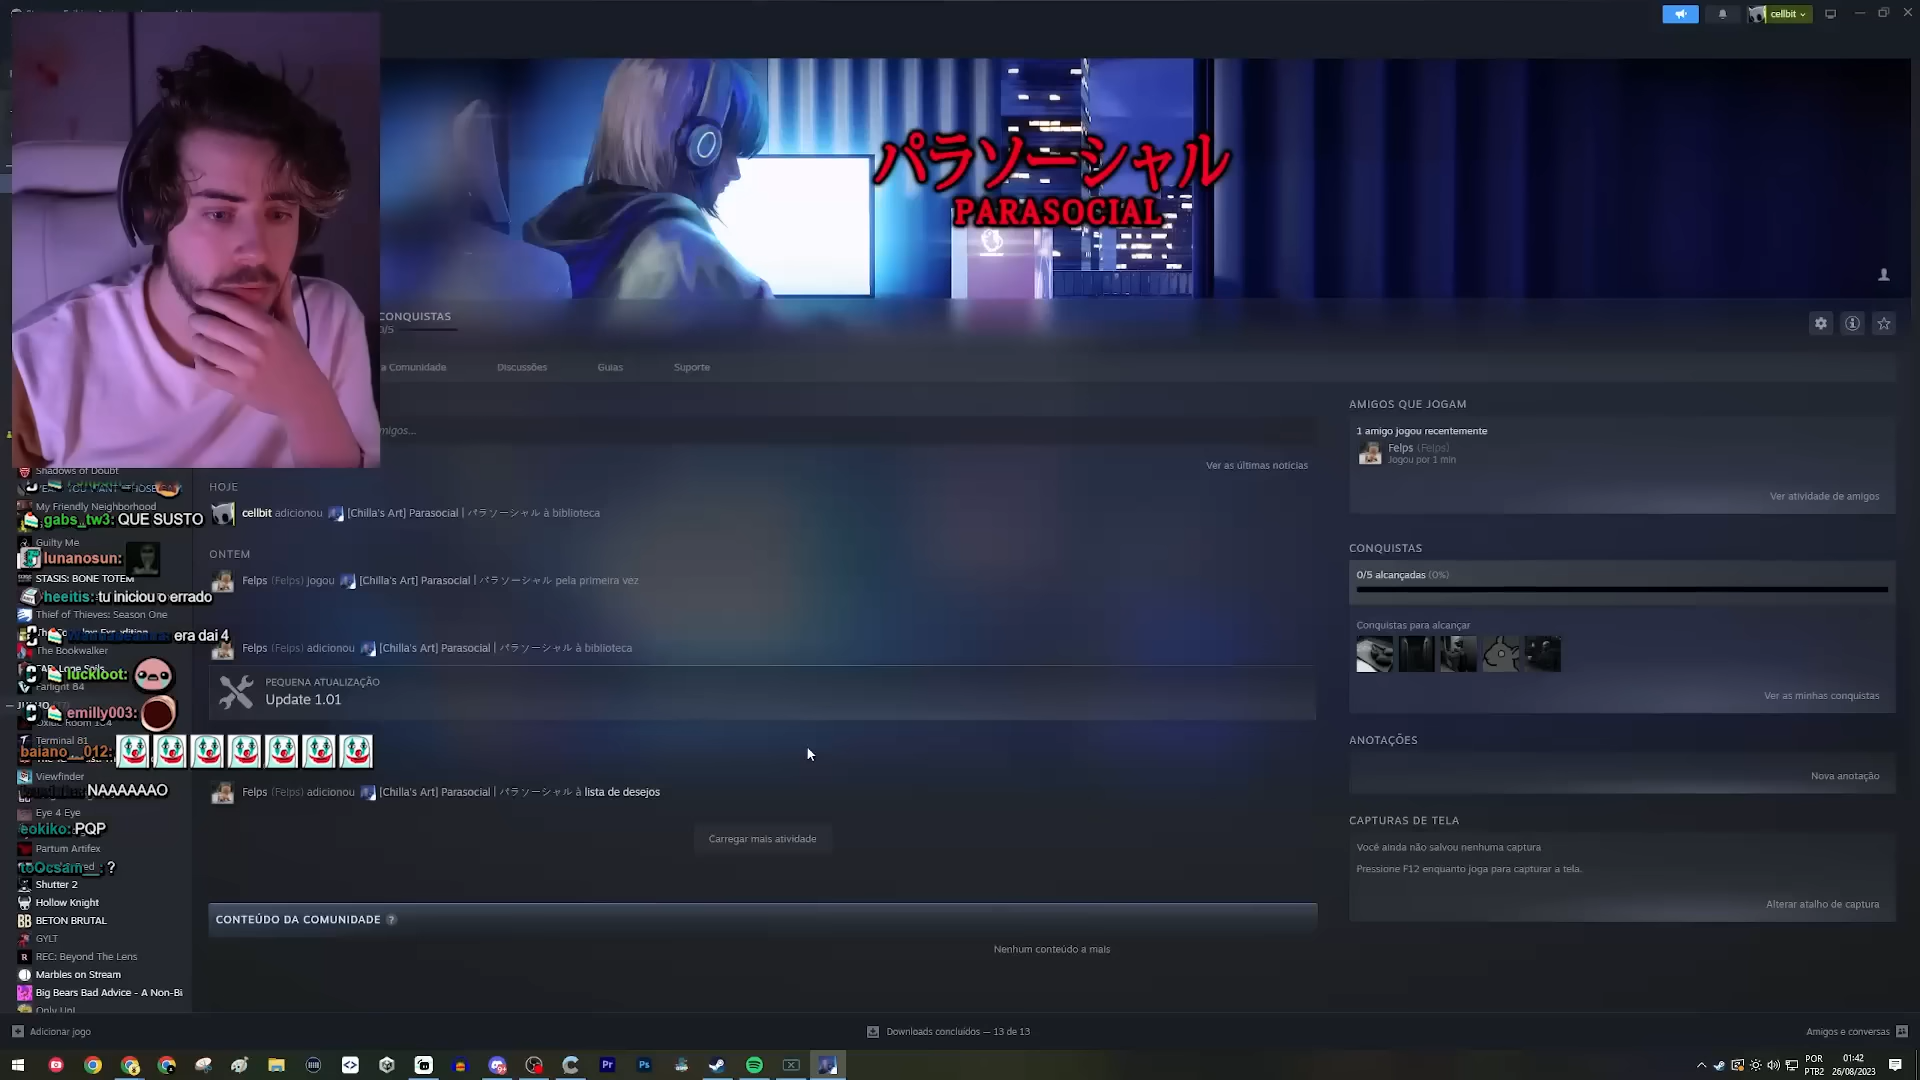 cellbit
パラソーシャル
PARASOCIAL
CONQUISTAS
0/5
a Comunidade
Discussões
Guias
Suporte
migos...
Ver as últimas notícias
HOJE
cellbit adicionou [Chilla's Art] Parasocial | パラソーシャル à biblioteca
ONTEM
Felps (Felps) jogou [Chilla's Art] Parasocial | パラソーシャル pela primeira vez
Felps (Felps) adicionou [Chilla's Art] Parasocial | パラソーシャル à biblioteca
PEQUENA ATUALIZAÇÃO
Update 1.01
Felps (Felps) adicionou [Chilla's Art] Parasocial | パラソーシャル à lista de desejos
Carregar mais atividade
CONTEÚDO DA COMUNIDADE ?
Nenhum conteúdo a mais
AMIGOS QUE JOGAM
1 amigo jogou recentemente
Felps (Felps)
Jogou por 1 min
Ver atividade de amigos
CONQUISTAS
0/5 alcançadas (0%)
Conquistas para alcançar
Ver as minhas conquistas
ANOTAÇÕES
Nova anotação
CAPTURAS DE TELA
Você ainda não salvou nenhuma captura
Pressione F12 enquanto joga para capturar a tela.
Alterar atalho de captura
Shadows of Doubt
My Friendly Neighborhood
gabs_tw3: QUE SUSTO
Guilty Me
lunanosun:
STASIS: BONE TOTEM
heeitis: tu iniciou o errado
Thief of Thieves: Season One
era dai 4
The Bookwalker
luckloot:
Farlight 84
emilly003:
Terminal 81
baiano__012:
Viewfinder
NAAAAAAO
Eye 4 Eye
eokiko: PQP
Partum Artifex
toOcsam__: ?
Shutter 2
Hollow Knight
BETON BRUTAL
GYLT
REC: Beyond The Lens
Marbles on Stream
Big Bears Bad Advice - A Non-Bi
Only Up!
Adicionar jogo
Downloads concluídos — 13 de 13
Amigos e conversas
POR
PTB2
01:42
26/08/2023